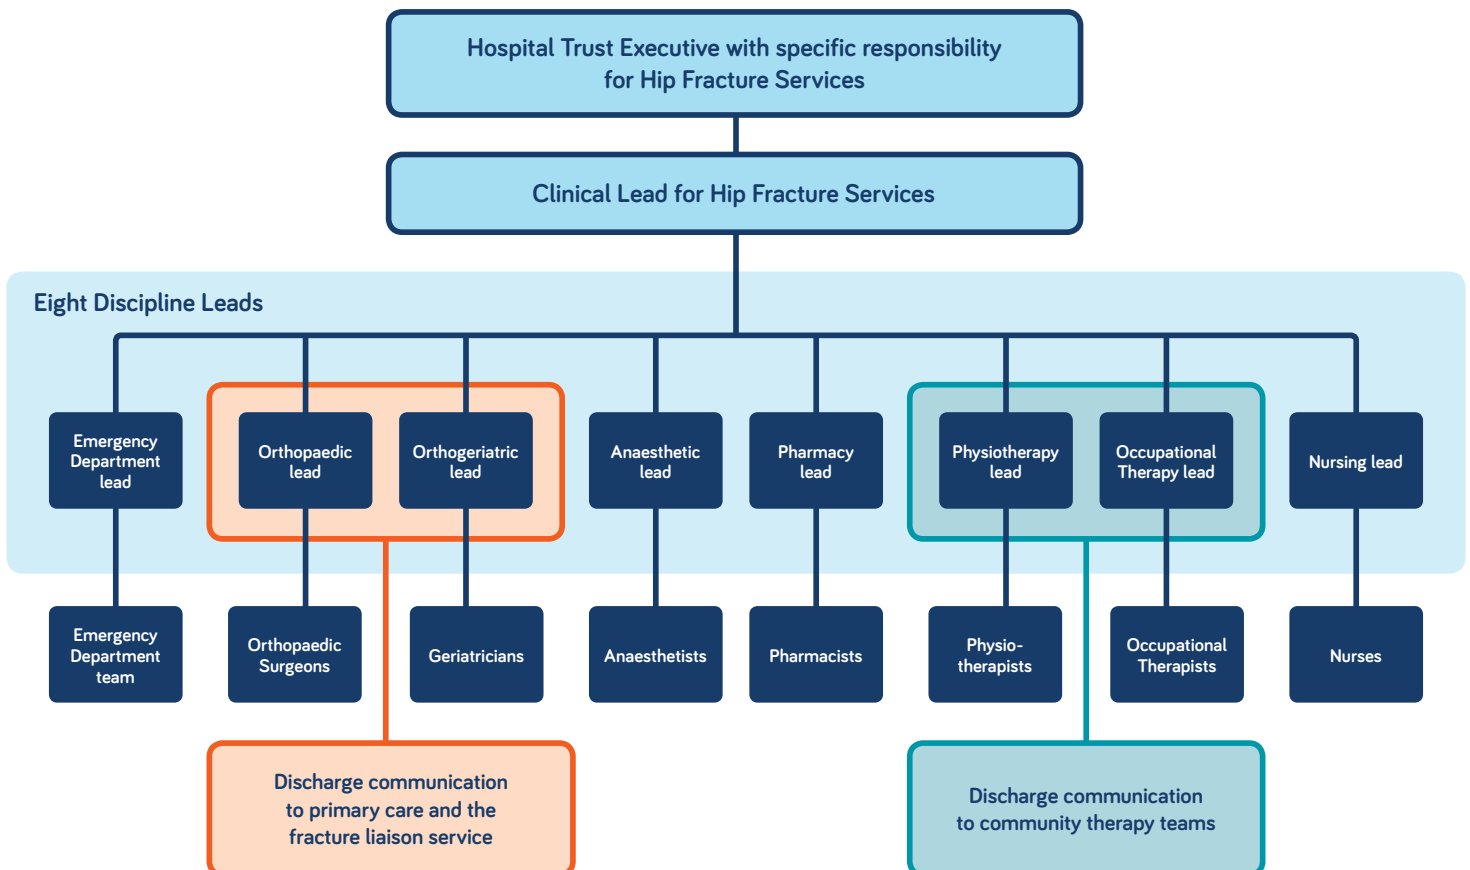 Hospital Trust Executive with specific responsibility
for Hip Fracture Services
Clinical Lead for Hip Fracture Services
Eight Discipline Leads
Emergency
Department
lead
Orthopaedic
lead
Orthogeriatric
lead
Anaesthetic
lead
Pharmacy
lead
Physiotherapy
lead
Occupational
Therapy lead
Nursing lead
Emergency
Department
team
Orthopaedic
Surgeons
Geriatricians
Anaesthetists
Pharmacists
Physio-
therapists
Occupational
Therapists
Nurses
Discharge communication
to primary care and the
fracture liaison service
Discharge communication
to community therapy teams